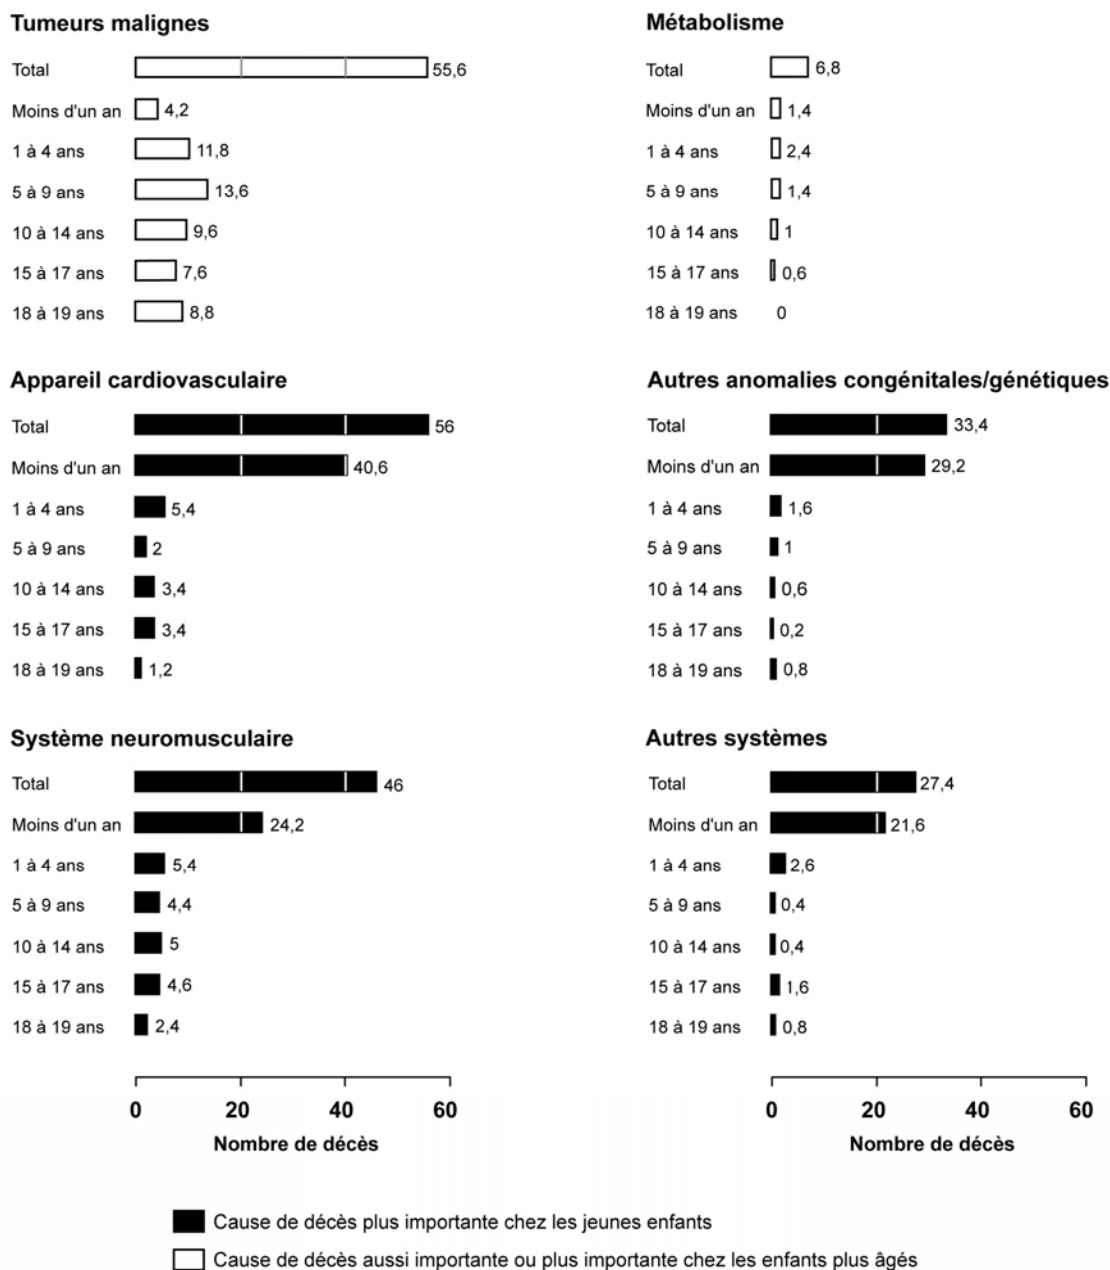 Tumeurs malignes
Total 55,6
Moins d'un an 4,2
1 à 4 ans 11,8
5 à 9 ans 13,6
10 à 14 ans 9,6
15 à 17 ans 7,6
18 à 19 ans 8,8
Métabolisme
Total 6,8
Moins d'un an 1,4
1 à 4 ans 2,4
5 à 9 ans 1,4
10 à 14 ans 1
15 à 17 ans 0,6
18 à 19 ans 0
Appareil cardiovasculaire
Total 56
Moins d'un an 40,6
1 à 4 ans 5,4
5 à 9 ans 2
10 à 14 ans 3,4
15 à 17 ans 3,4
18 à 19 ans 1,2
Autres anomalies congénitales/génétiques
Total 33,4
Moins d'un an 29,2
1 à 4 ans 1,6
5 à 9 ans 1
10 à 14 ans 0,6
15 à 17 ans 0,2
18 à 19 ans 0,8
Système neuromusculaire
Total 46
Moins d'un an 24,2
1 à 4 ans 5,4
5 à 9 ans 4,4
10 à 14 ans 5
15 à 17 ans 4,6
18 à 19 ans 2,4
0 20 40 60
Nombre de décès
Autres systèmes
Total 27,4
Moins d'un an 21,6
1 à 4 ans 2,6
5 à 9 ans 0,4
10 à 14 ans 0,4
15 à 17 ans 1,6
18 à 19 ans 0,8
0 20 40 60
Nombre de décès
Cause de décès plus importante chez les jeunes enfants
Cause de décès aussi importante ou plus importante chez les enfants plus âgés